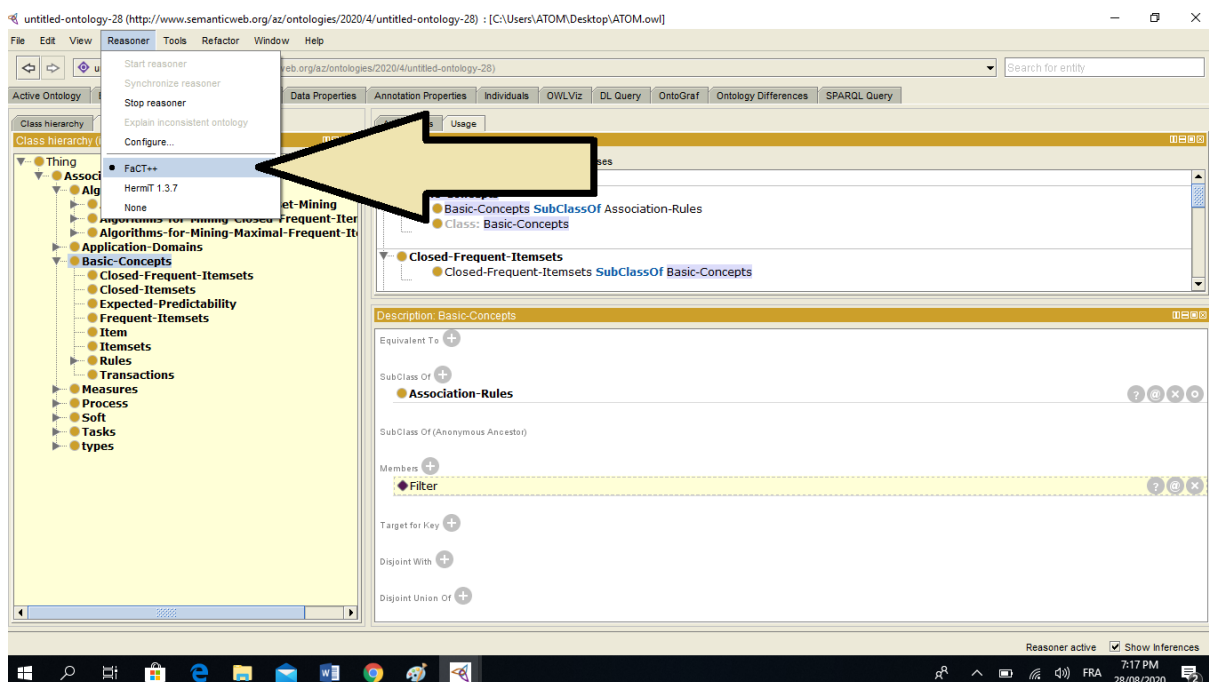 untitled-ontology-28 (http://www.semanticweb.org/az/ontologies/2020/4/untitled-ontology-28) : [C:\Users\ATOM\Desktop\ATOM.owl]
File Edit View Reasoner Tools Refactor Window Help
Start reasoner
Synchronize reasoner
Stop reasoner
Explain inconsistent ontology
Configure...
FaCT++
HermiT 1.3.7
None
eb.org/az/ontologies/2020/4/untitled-ontology-28)
Search for entity
Active Ontology Data Properties Annotation Properties Individuals OWLViz DL Query OntoGraf Ontology Differences SPARQL Query
Class hierarchy
Class hierarchy (
Thing
Associ
Alg
et-Mining
Algorithms-for-Mining-Closed-Frequent-Iter
Algorithms-for-Mining-Maximal-Frequent-It
Application-Domains
Basic-Concepts
Closed-Frequent-Itemsets
Closed-Itemsets
Expected-Predictability
Frequent-Itemsets
Item
Itemsets
Rules
Transactions
Measures
Process
Soft
Tasks
types
Usage
ses
Basic-Concepts SubClassOf Association-Rules
Class: Basic-Concepts
Closed-Frequent-Itemsets
Closed-Frequent-Itemsets SubClassOf Basic-Concepts
Description: Basic-Concepts
Equivalent To
SubClass Of
Association-Rules
SubClass Of (Anonymous Ancestor)
Members
Filter
Target for Key
Disjoint With
Disjoint Union Of
Reasoner active Show Inferences
FRA
7:17 PM
28/08/2020